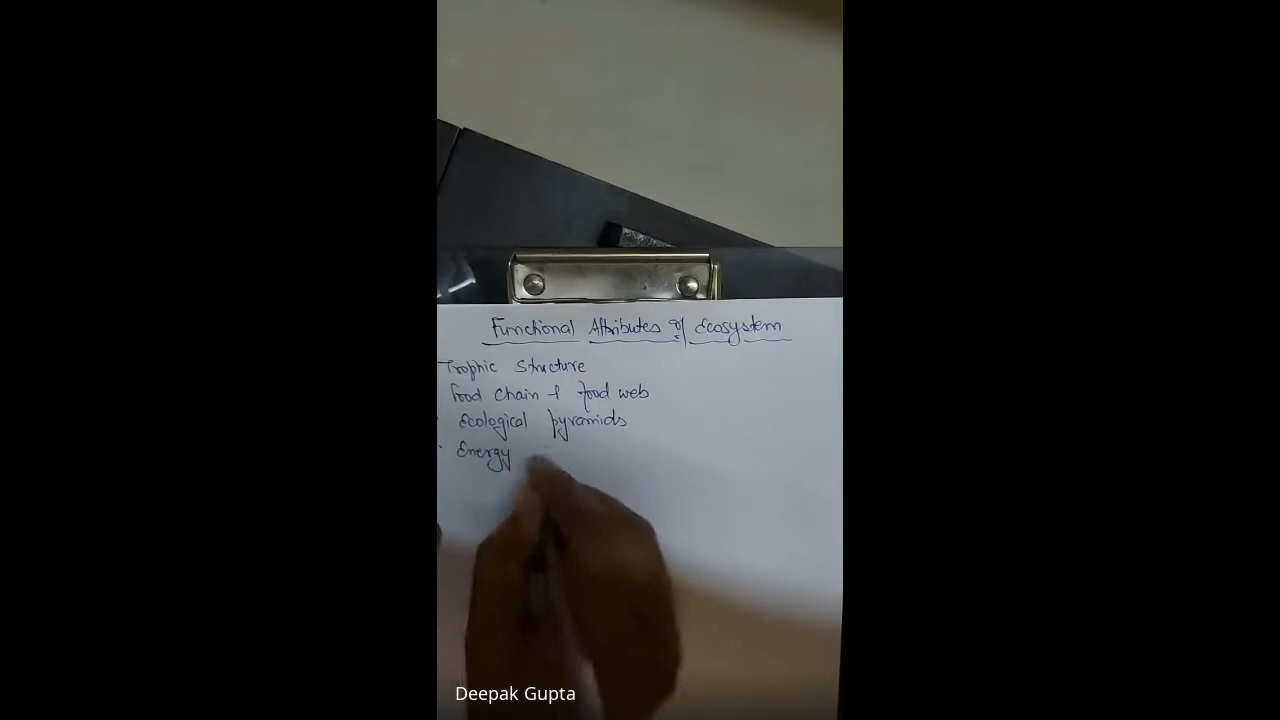 Functional Attributes of Ecosystem
Trophic Structure
food chain & food web
Ecological pyramids
Energy
Deepak Gupta